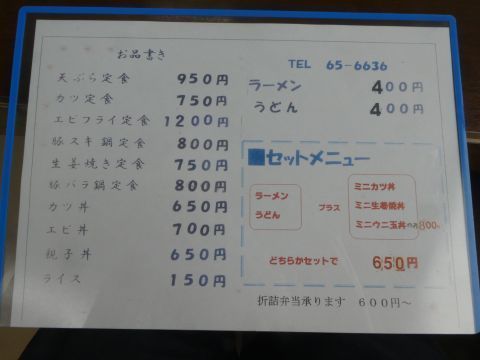 お品書き
天ぷら定食 950円
カツ定食 750円
エビフライ定食 1200円
豚スキ鍋定食 800円
生姜焼き定食 750円
豚バラ鍋定食 800円
カツ丼 650円
エビ丼 700円
親子丼 650円
ライス 150円
TEL 65-6636
ラーメン 400円
うどん 400円
セットメニュー
ラーメン
うどん
プラス
ミニカツ丼
ミニ生姜焼丼
ミニウニ玉丼のみ800円
どちらかセットで 650円
折詰弁当承ります 600円~